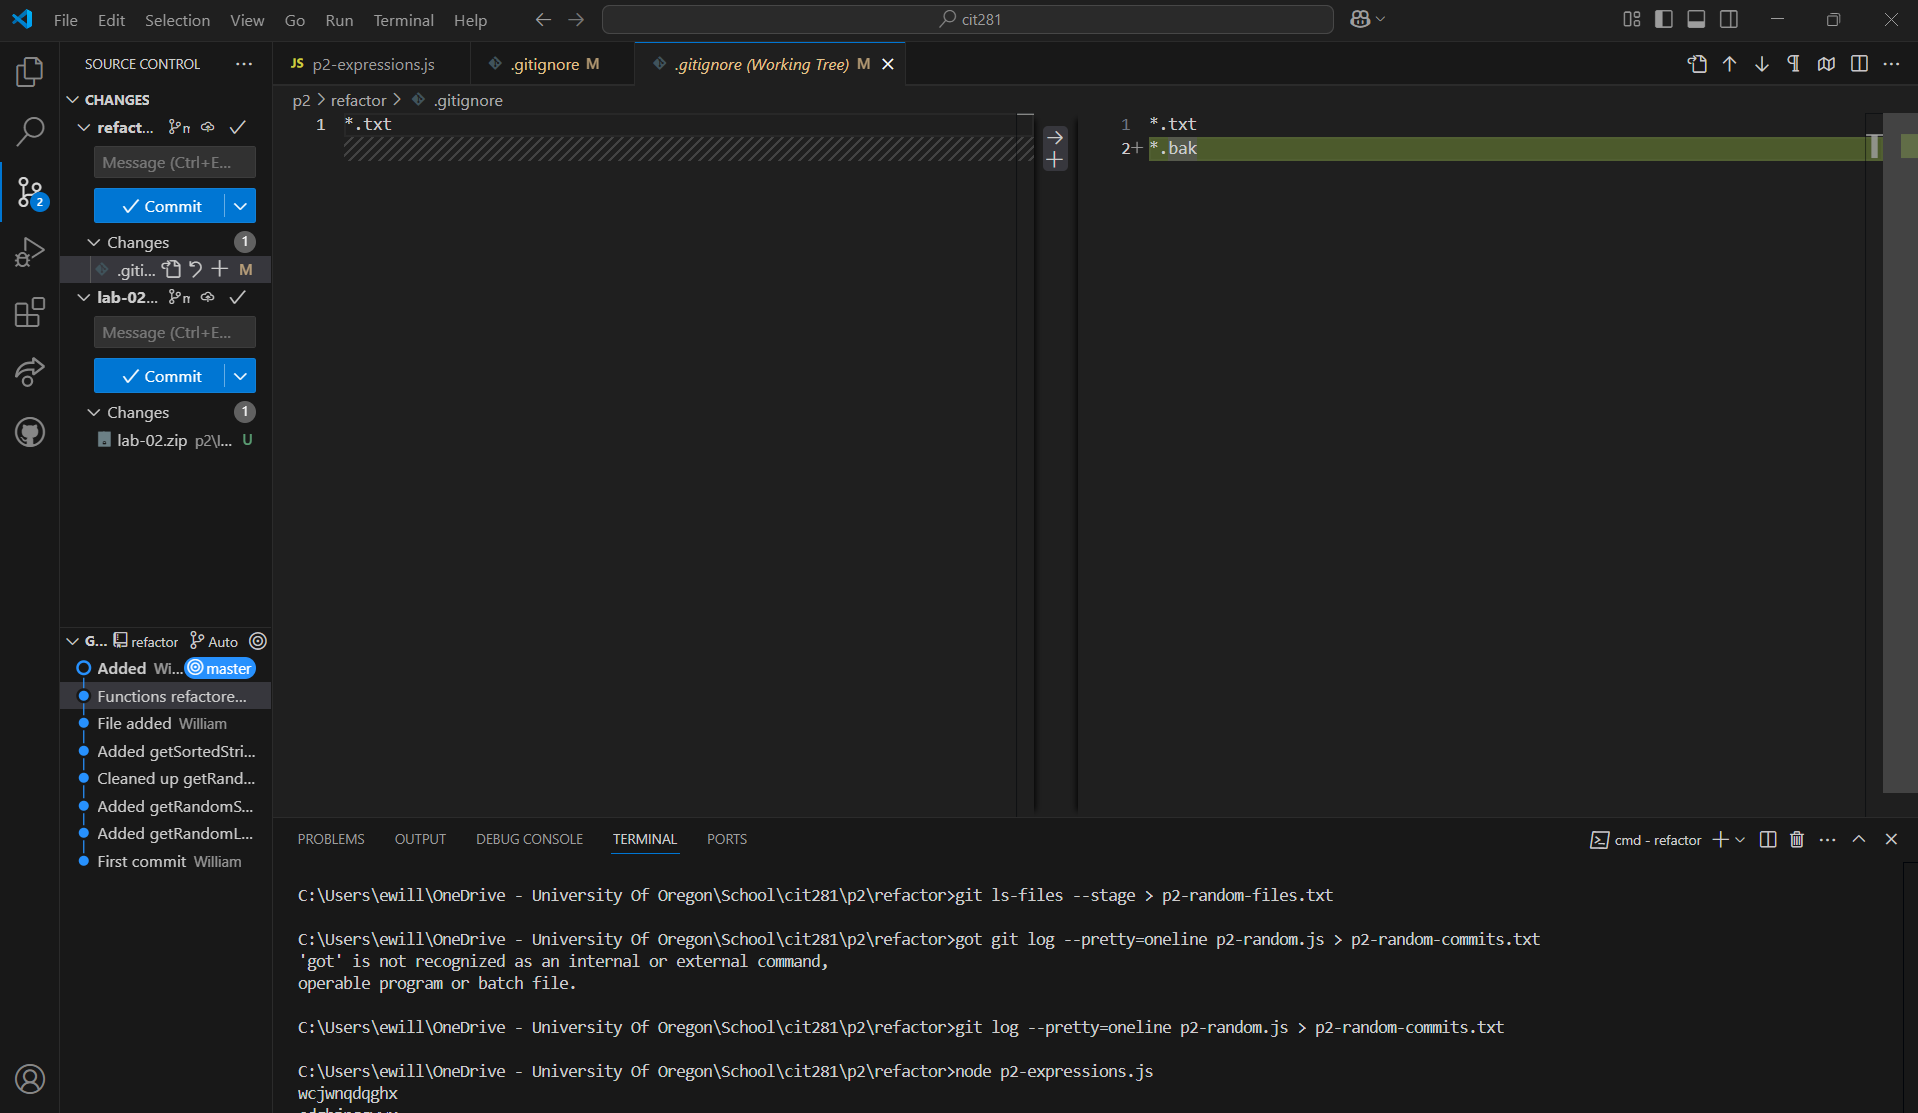 File Edit Selection View Go Run Terminal Help
cit281
SOURCE CONTROL
CHANGES
refact...
Message (Ctrl+E...
Commit
Changes 1
.giti... M
lab-02...
Message (Ctrl+E...
Commit
Changes 1
lab-02.zip p2\l... U
2
G... refactor Auto
Added Wi... master
Functions refactore...
File added William
Added getSortedStri...
Cleaned up getRand...
Added getRandomS...
Added getRandomL...
First commit William
JS p2-expressions.js
.gitignore M
.gitignore (Working Tree) M
p2 > refactor > .gitignore
1 *.txt
1 *.txt
2+ *.bak
PROBLEMS OUTPUT DEBUG CONSOLE TERMINAL PORTS
cmd - refactor
C:\Users\ewill\OneDrive - University Of Oregon\School\cit281\p2\refactor>git ls-files --stage > p2-random-files.txt
C:\Users\ewill\OneDrive - University Of Oregon\School\cit281\p2\refactor>got git log --pretty=oneline p2-random.js > p2-random-commits.txt
'got' is not recognized as an internal or external command,
operable program or batch file.
C:\Users\ewill\OneDrive - University Of Oregon\School\cit281\p2\refactor>git log --pretty=oneline p2-random.js > p2-random-commits.txt
C:\Users\ewill\OneDrive - University Of Oregon\School\cit281\p2\refactor>node p2-expressions.js
wcjwnqdqghx